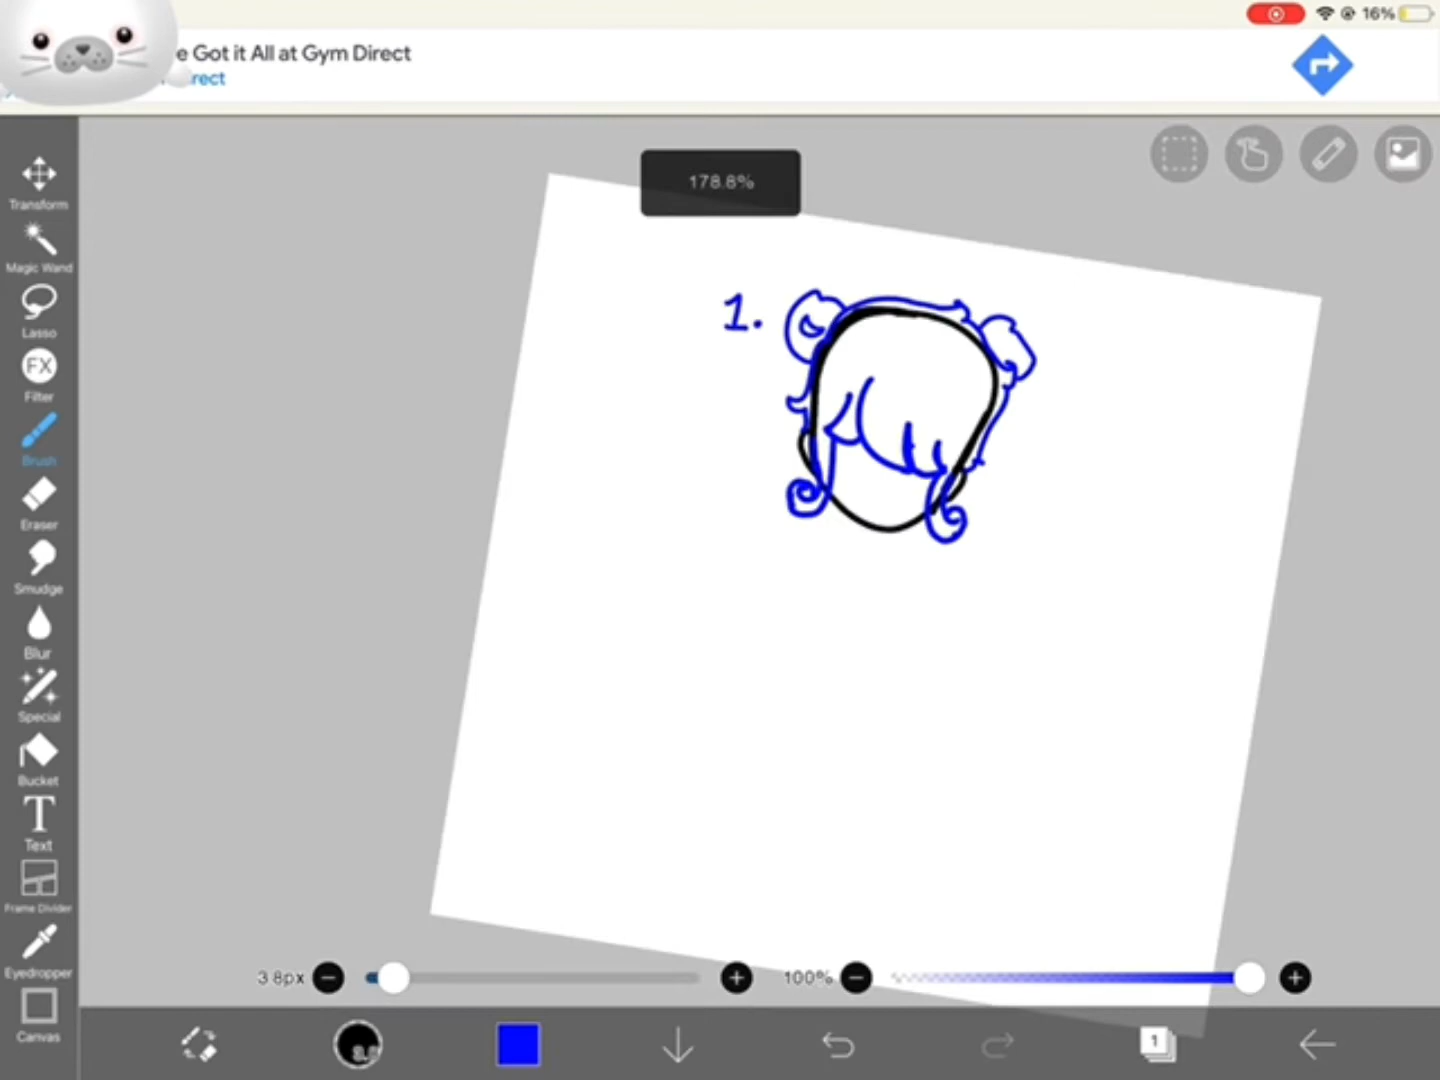 16%
e Got it All at Gym Direct
rect
178.8%
1.
Transform
Magic Wand
Lasso
FX
Filter
Brush
Eraser
Smudge
Blur
Special
Bucket
T
Text
Frame Divider
Eyedropper
Canvas
3.8px
100%
1